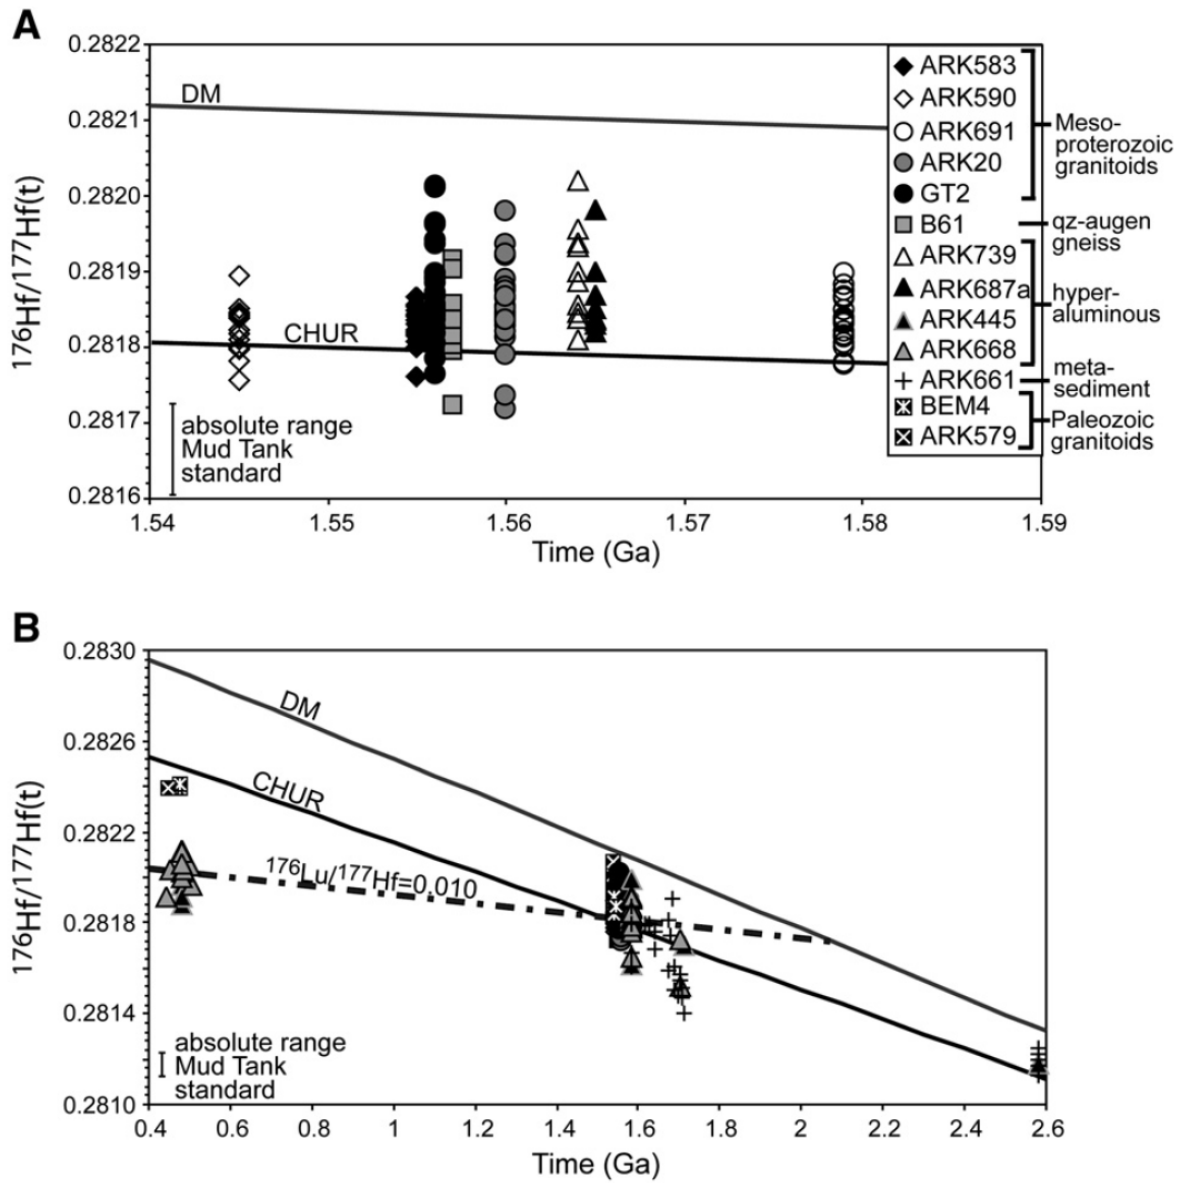 A
0.2822
0.2821
0.2820
0.2819
0.2818
0.2817
0.2816
176Hf/177Hf(t)
DM
CHUR
absolute range
Mud Tank
standard
1.54
1.55
1.56
1.57
1.58
1.59
Time (Ga)
ARK583
ARK590
ARK691
ARK20
GT2
B61
ARK739
ARK687a
ARK445
ARK668
ARK661
BEM4
ARK579
Meso-
proterozoic
granitoids
qz-augen
gneiss
hyper-
aluminous
meta-
sediment
Paleozoic
granitoids
B
0.2830
0.2826
0.2822
0.2818
0.2814
0.2810
176Hf/177Hf(t)
DM
CHUR
176Lu/177Hf=0.010
absolute range
Mud Tank
standard
0.4
0.6
0.8
1
1.2
1.4
1.6
1.8
2
2.2
2.4
2.6
Time (Ga)